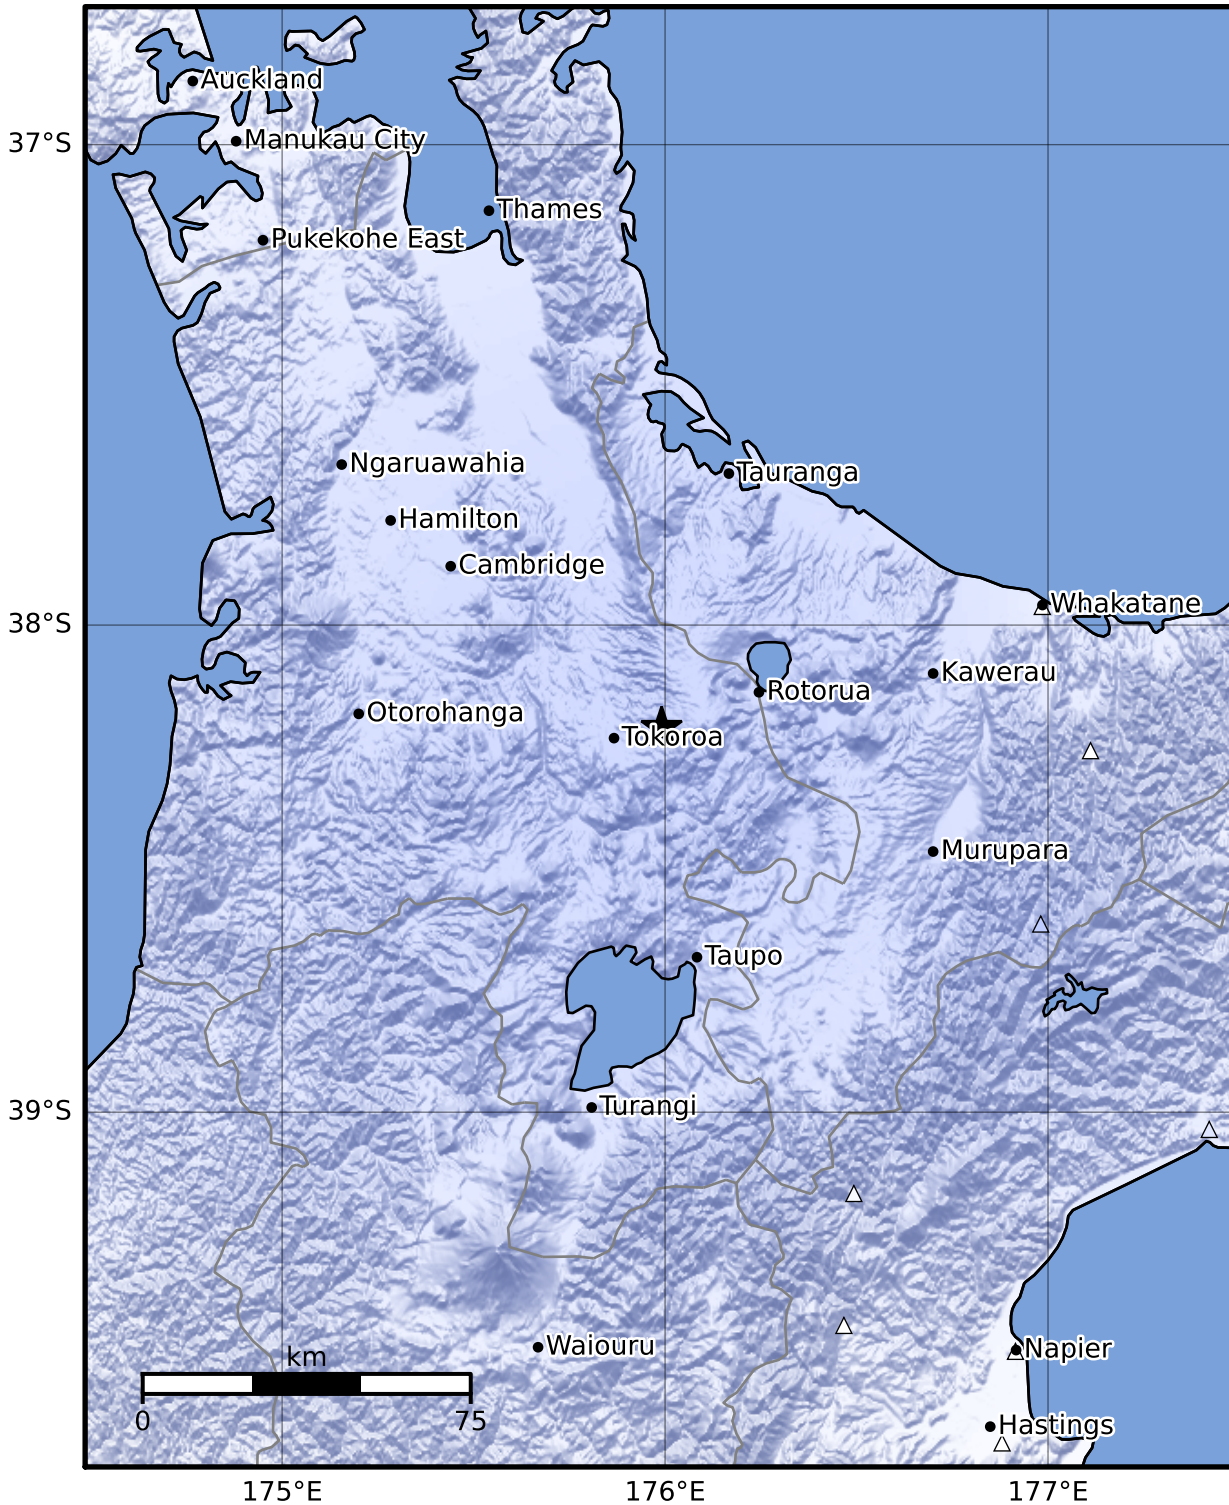 Auckland
37°S
Manukau City
Thames
Pukekohe East
Ngaruawahia
Tauranga
Hamilton
Cambridge
Whakatane
38°S
Kawerau
Rotorua
Otorohanga
Tokoroa
Murupara
Taupo
Turangi
39°S
Waiouru
Napier
km
0
75
Hastings
175°E
176°E
177°E